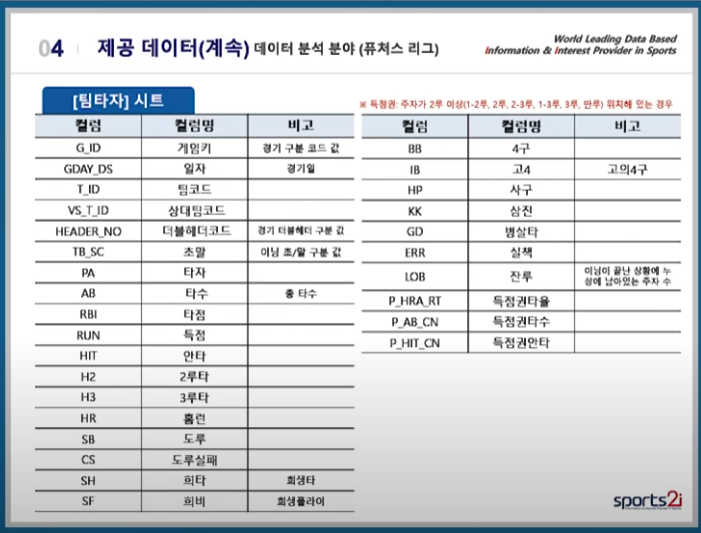 04 제공 데이터(계속) 데이터 분석 분야 (퓨쳐스 리그)
World Leading Data Based
Information & Interest Provider in Sports
[팀타자] 시트
컬럼 컬럼명 비고
G_ID 게임키 경기 구분 코드 값
GDAY_DS 일자 경기일
T_ID 팀코드
VS_T_ID 상대팀코드
HEADER_NO 더블헤더코드 경기 더블헤더 구분 값
TB_SC 초말 이닝 초/말 구분 값
PA 타자
AB 타수 총 타수
RBI 타점
RUN 득점
HIT 안타
H2 2루타
H3 3루타
HR 홈런
SB 도루
CS 도루실패
SH 희타 희생타
SF 희비 희생플라이
※ 득점권: 주자가 2루 이상(1-2루, 2루, 2-3루, 1-3루, 3루, 만루) 위치해 있는 경우
컬럼 컬럼명 비고
BB 4구
IB 고4 고의4구
HP 사구
KK 삼진
GD 병살타
ERR 실책
LOB 잔루 이닝이 끝난 상황에 누
상에 남아있는 주자 수
P_HRA_RT 득점권타율
P_AB_CN 득점권타수
P_HIT_CN 득점권안타
sports2i